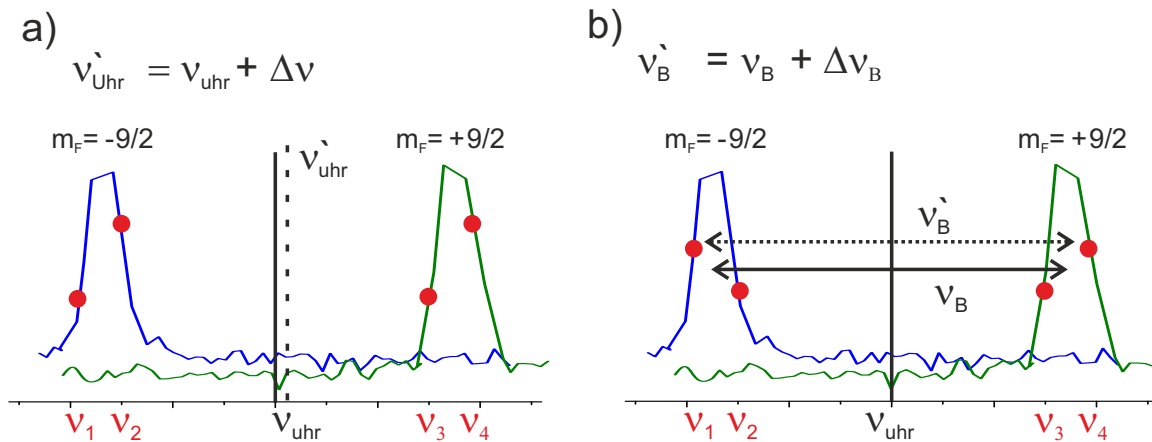 a)
ν`Uhr = νuhr + Δν
mF= -9/2
mF= +9/2
ν`uhr
ν1
ν2
νuhr
ν3
ν4
b)
ν`B = νB + ΔνB
mF= -9/2
mF= +9/2
ν`B
νB
ν1
ν2
νuhr
ν3
ν4